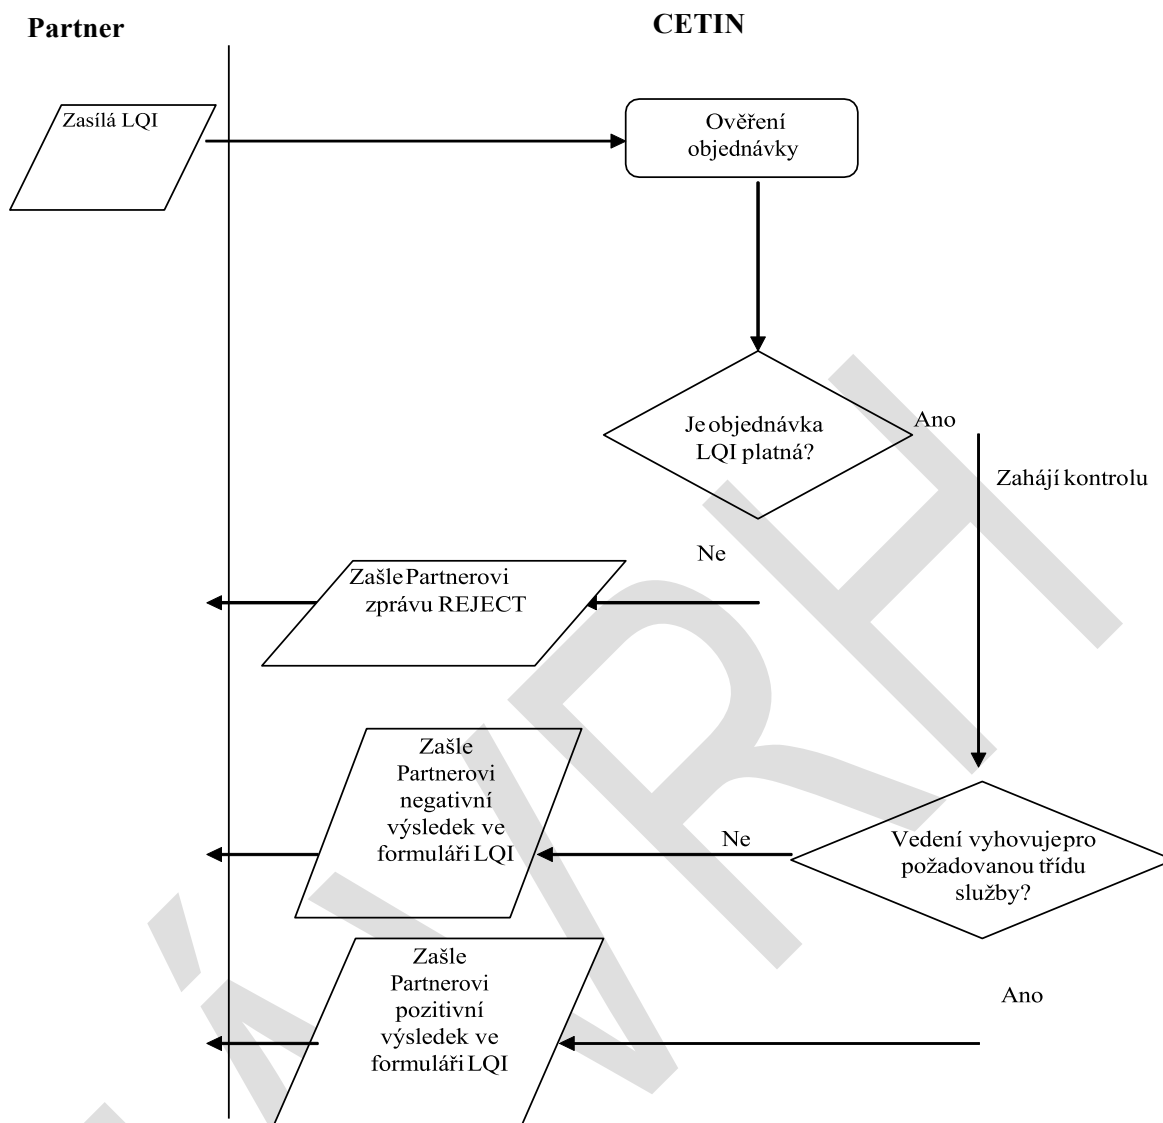 Partner
CETIN
Zasílá LQI
Ověření
objednávky
Je objednávka
LQI platná?
Ano
Zahájí kontrolu
Ne
Zašle Partnerovi
zprávu REJECT
Zašle
Partnerovi
negativní
výsledek ve
formuláři LQI
Ne
Vedení vyhovuje pro
požadovanou třídu
služby?
Zašle
Partnerovi
pozitivní
výsledek ve
formuláři LQI
Ano
ÁVRH